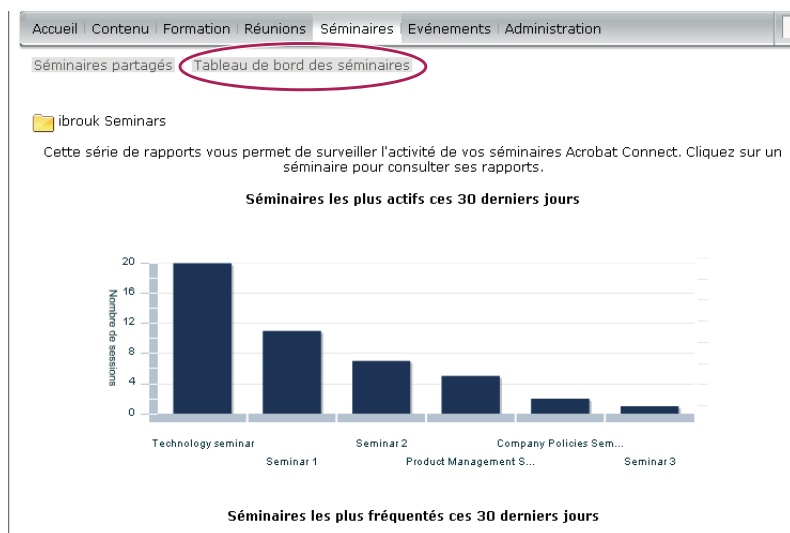 Accueil Contenu Formation Réunions Séminaires Evénements Administration
Séminaires partagés Tableau de bord des séminaires
ibrouk Seminars
Cette série de rapports vous permet de surveiller l'activité de vos séminaires Acrobat Connect. Cliquez sur un
séminaire pour consulter ses rapports.
Séminaires les plus actifs ces 30 derniers jours
Nombre de sessions
20
16
12
8
4
0
Technology seminar
Seminar 1
Seminar 2
Product Management S...
Company Policies Sem...
Seminar 3
Séminaires les plus fréquentés ces 30 derniers jours